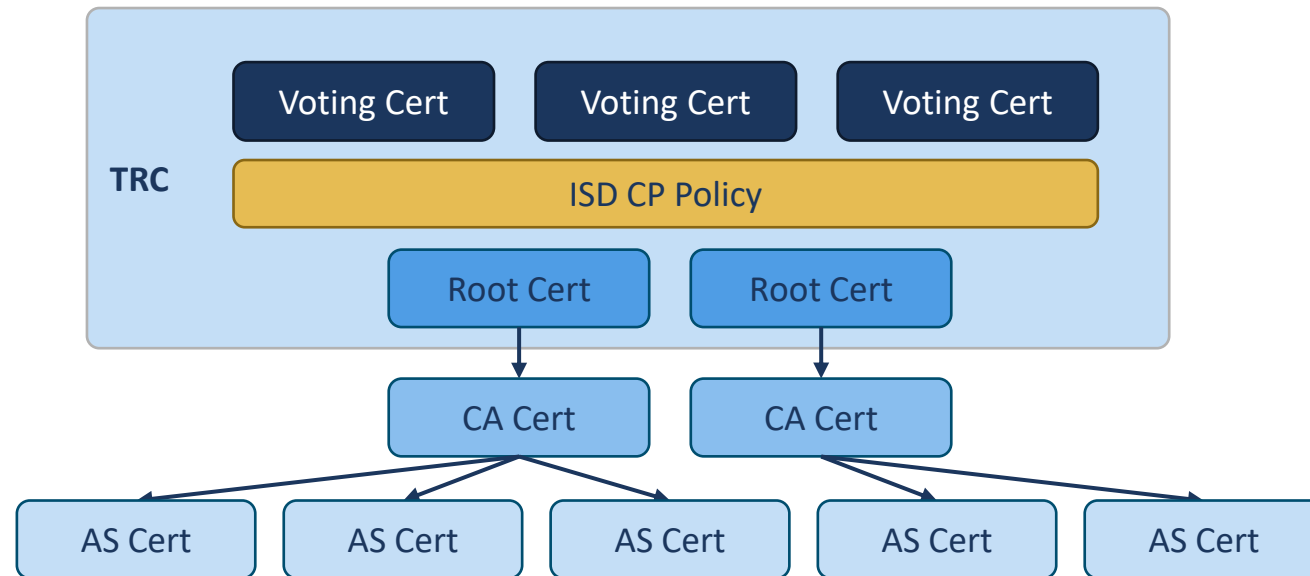 Voting Cert
Voting Cert
Voting Cert
TRC
ISD CP Policy
Root Cert
Root Cert
CA Cert
CA Cert
AS Cert
AS Cert
AS Cert
AS Cert
AS Cert